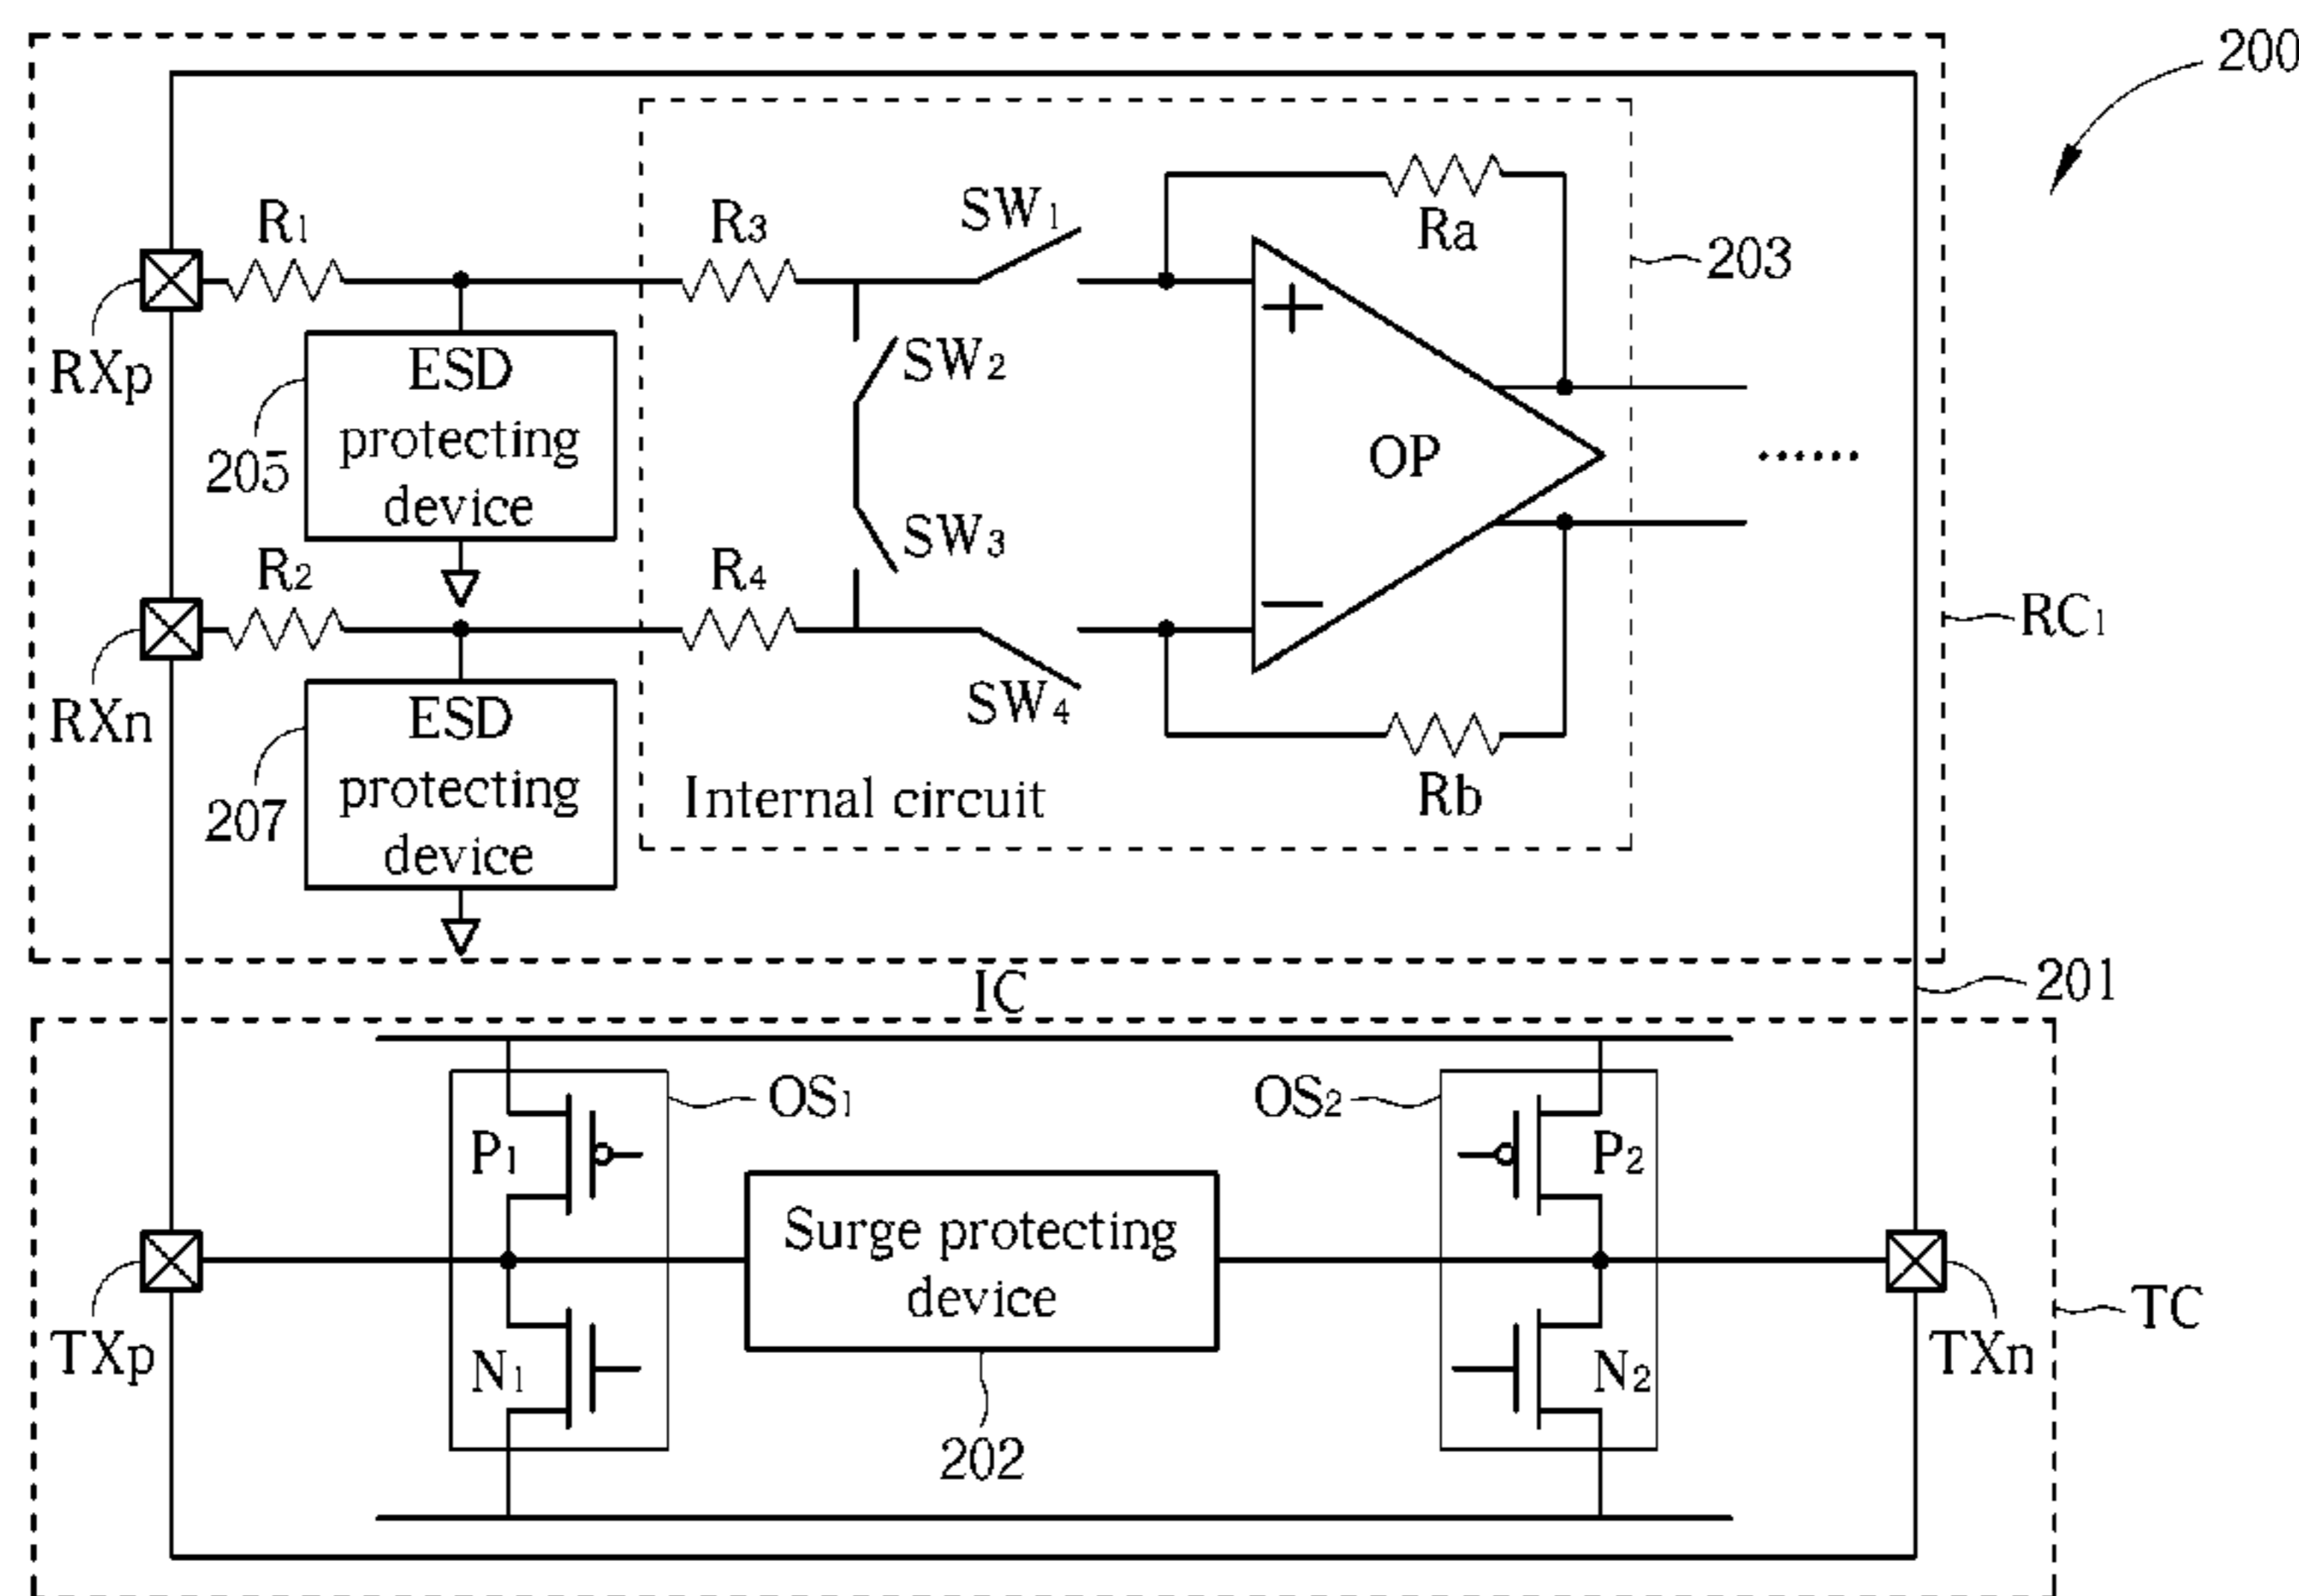 200
R1
R3
SW1
Ra
203
RXp
ESD
protecting
device
205
SW2
OP
......
SW3
R2
R4
RC1
RXn
SW4
ESD
protecting
device
207
Internal circuit
Rb
IC
201
OS1
OS2
P1
P2
Surge protecting
device
TXp
N1
N2
TXn
TC
202